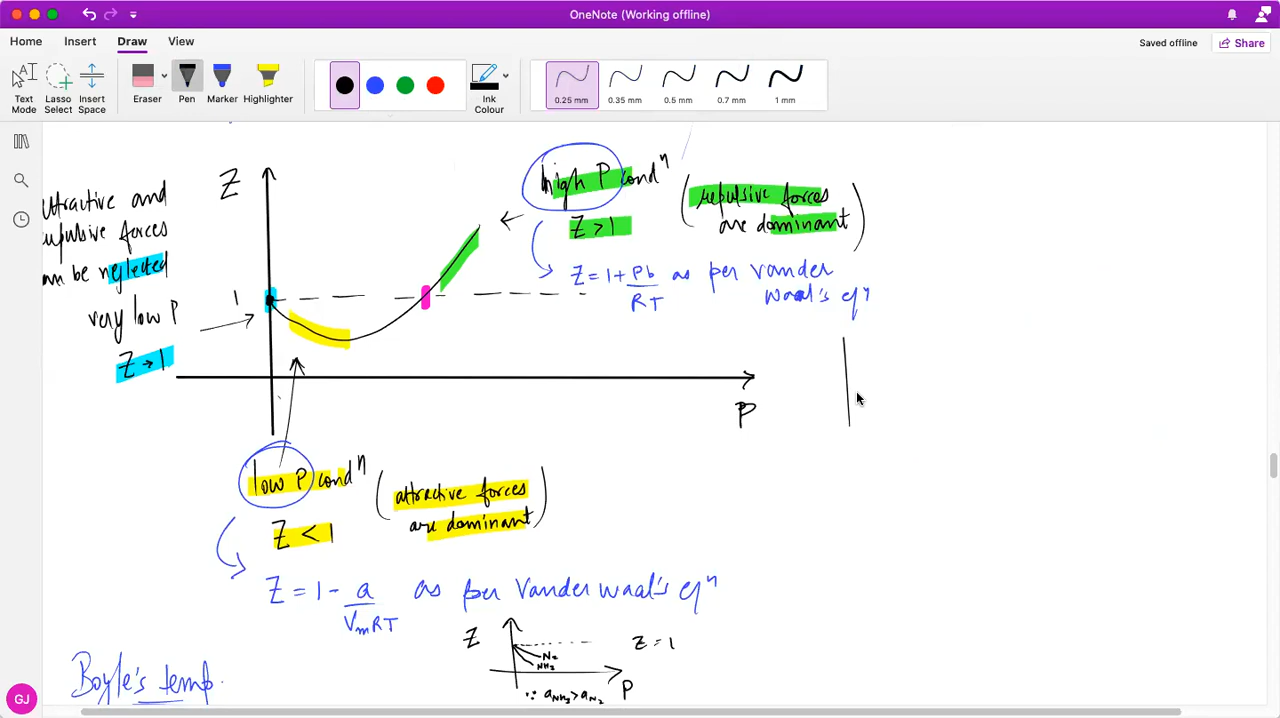 OneNote (Working offline)
Home Insert Draw View
Saved offline Share
Text Mode
Lasso Select
Insert Space
Eraser
Pen
Marker
Highlighter
Ink Colour
0.25 mm
0.35 mm
0.5 mm
0.7 mm
1 mm
Z
high P condⁿ
Z > 1
(repulsive forces
are dominant)
Z = 1 + Pb/RT as per vander
waal's eqⁿ
attractive and
repulsive forces
can be neglected
very low P
Z → 1
1
P
low P condⁿ
(attractive forces
are dominant)
Z < 1
Z = 1 - a/VmRT as per Vander waal's eqⁿ
Z
Z = 1
N₂
NH₃
P
∵ aNH₃ > aN₂
Boyle's temp.
GJ